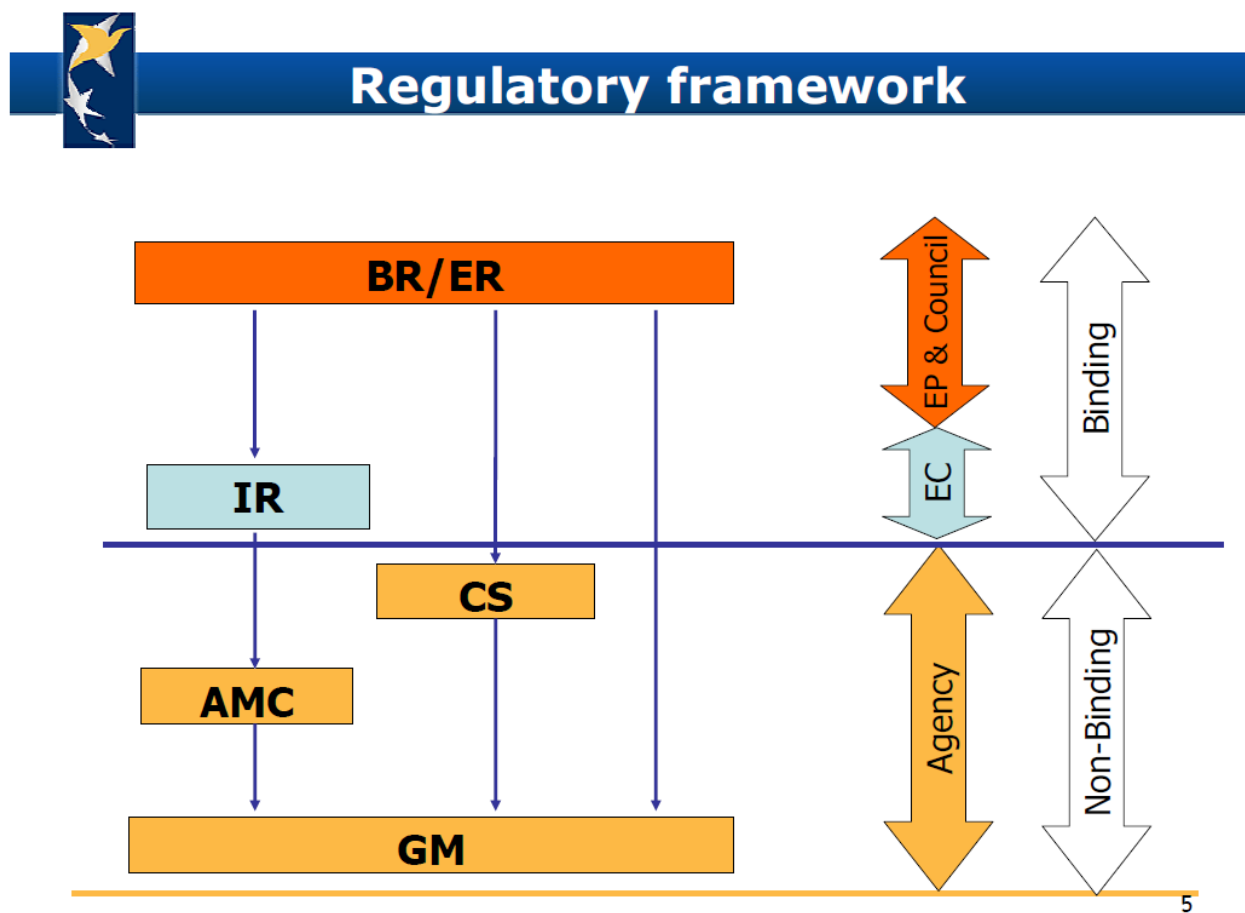 Regulatory framework
BR/ER
IR
CS
AMC
GM
EP & Council
EC
Agency
Binding
Non-Binding
5